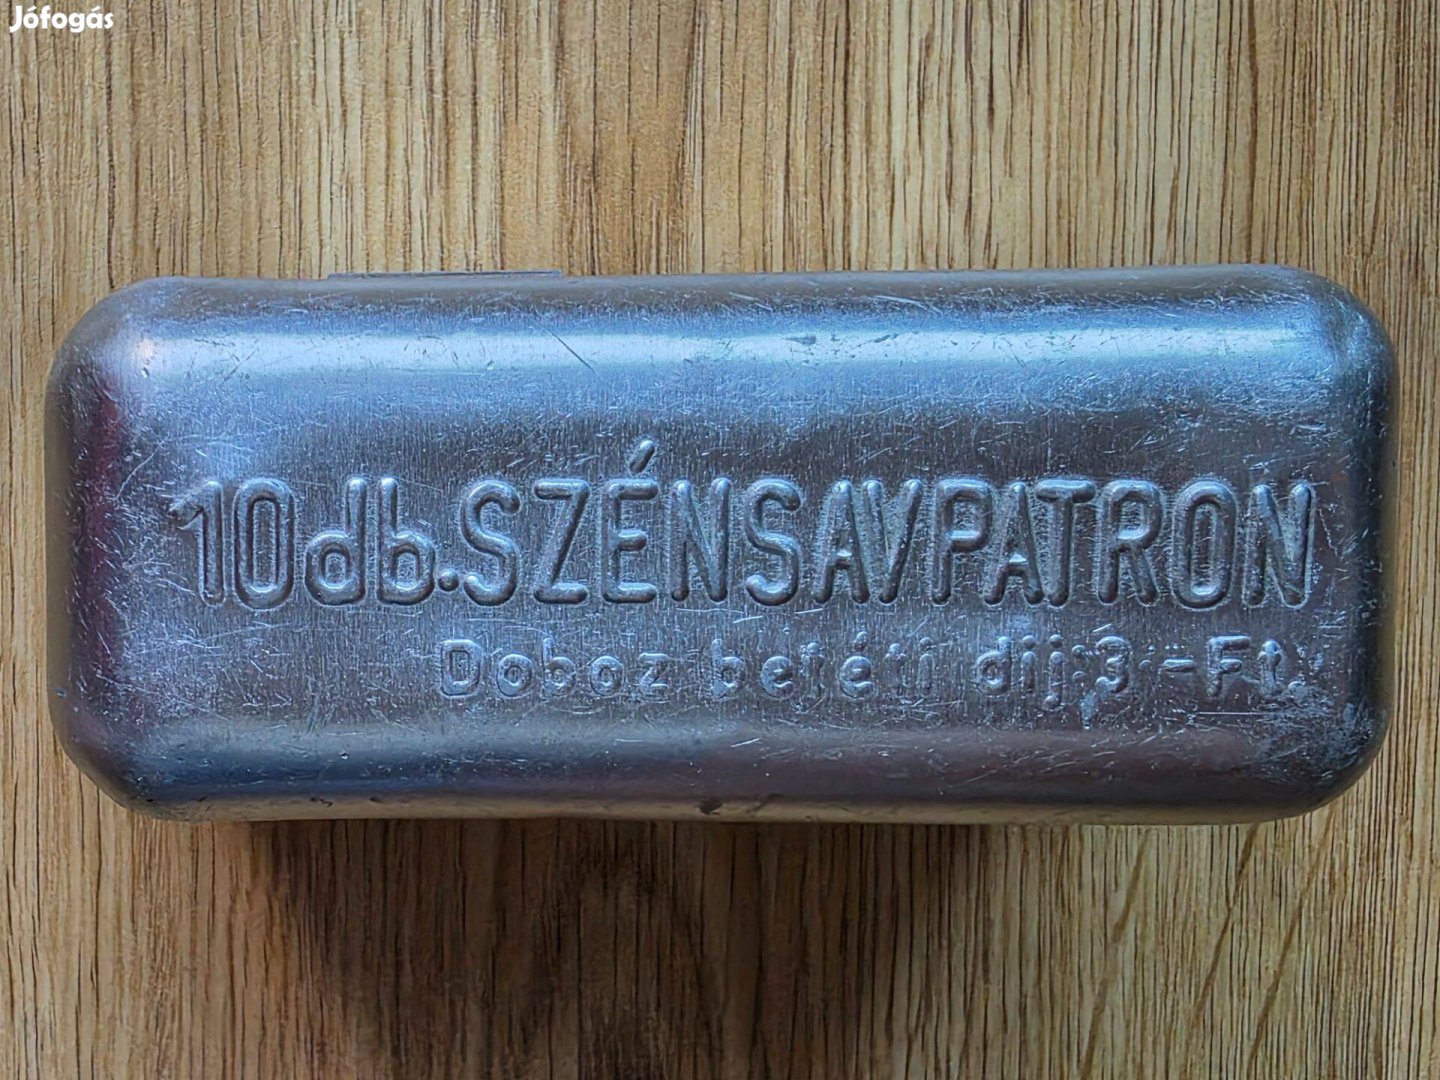 Jófogás
10db.SZÉNSAVPATRON
Doboz betéti díj:3.-Ft.